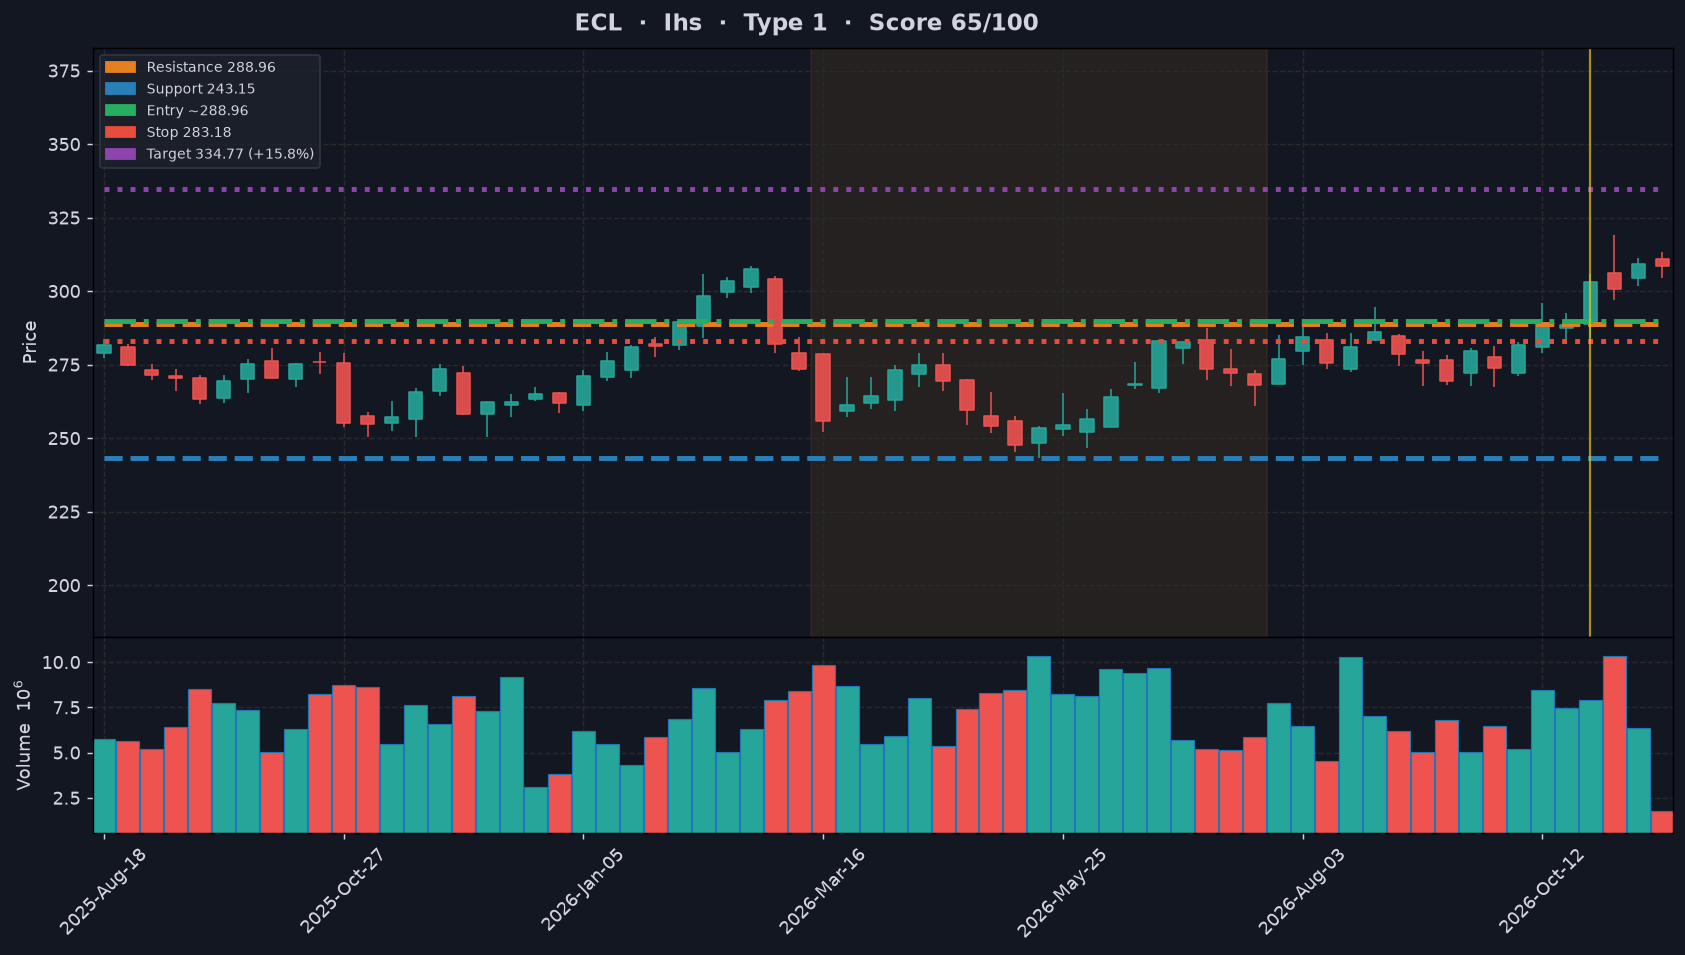 ECL · Ihs · Type 1 · Score 65/100
Resistance 288.96
Support 243.15
Entry ~288.96
Stop 283.18
Target 334.77 (+15.8%)
375
350
325
300
275
250
225
200
Price
10.0
7.5
5.0
2.5
Volume 10⁶
2025-Aug-18
2025-Oct-27
2026-Jan-05
2026-Mar-16
2026-May-25
2026-Aug-03
2026-Oct-12